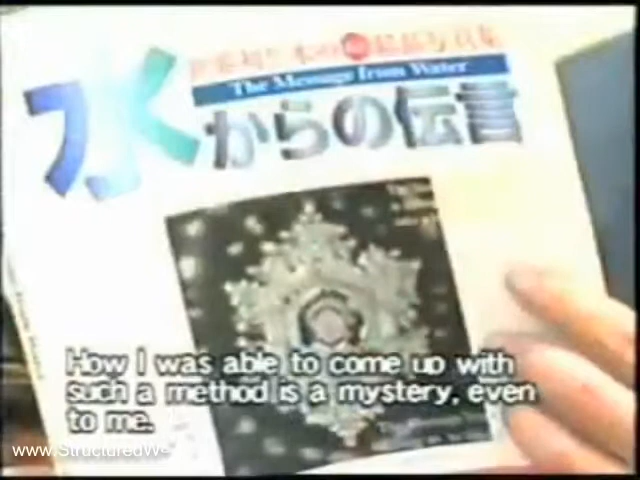 The Message from Water
水からの伝言
How I was able to come up with
such a method is a mystery, even
to me.
www.StructuredW